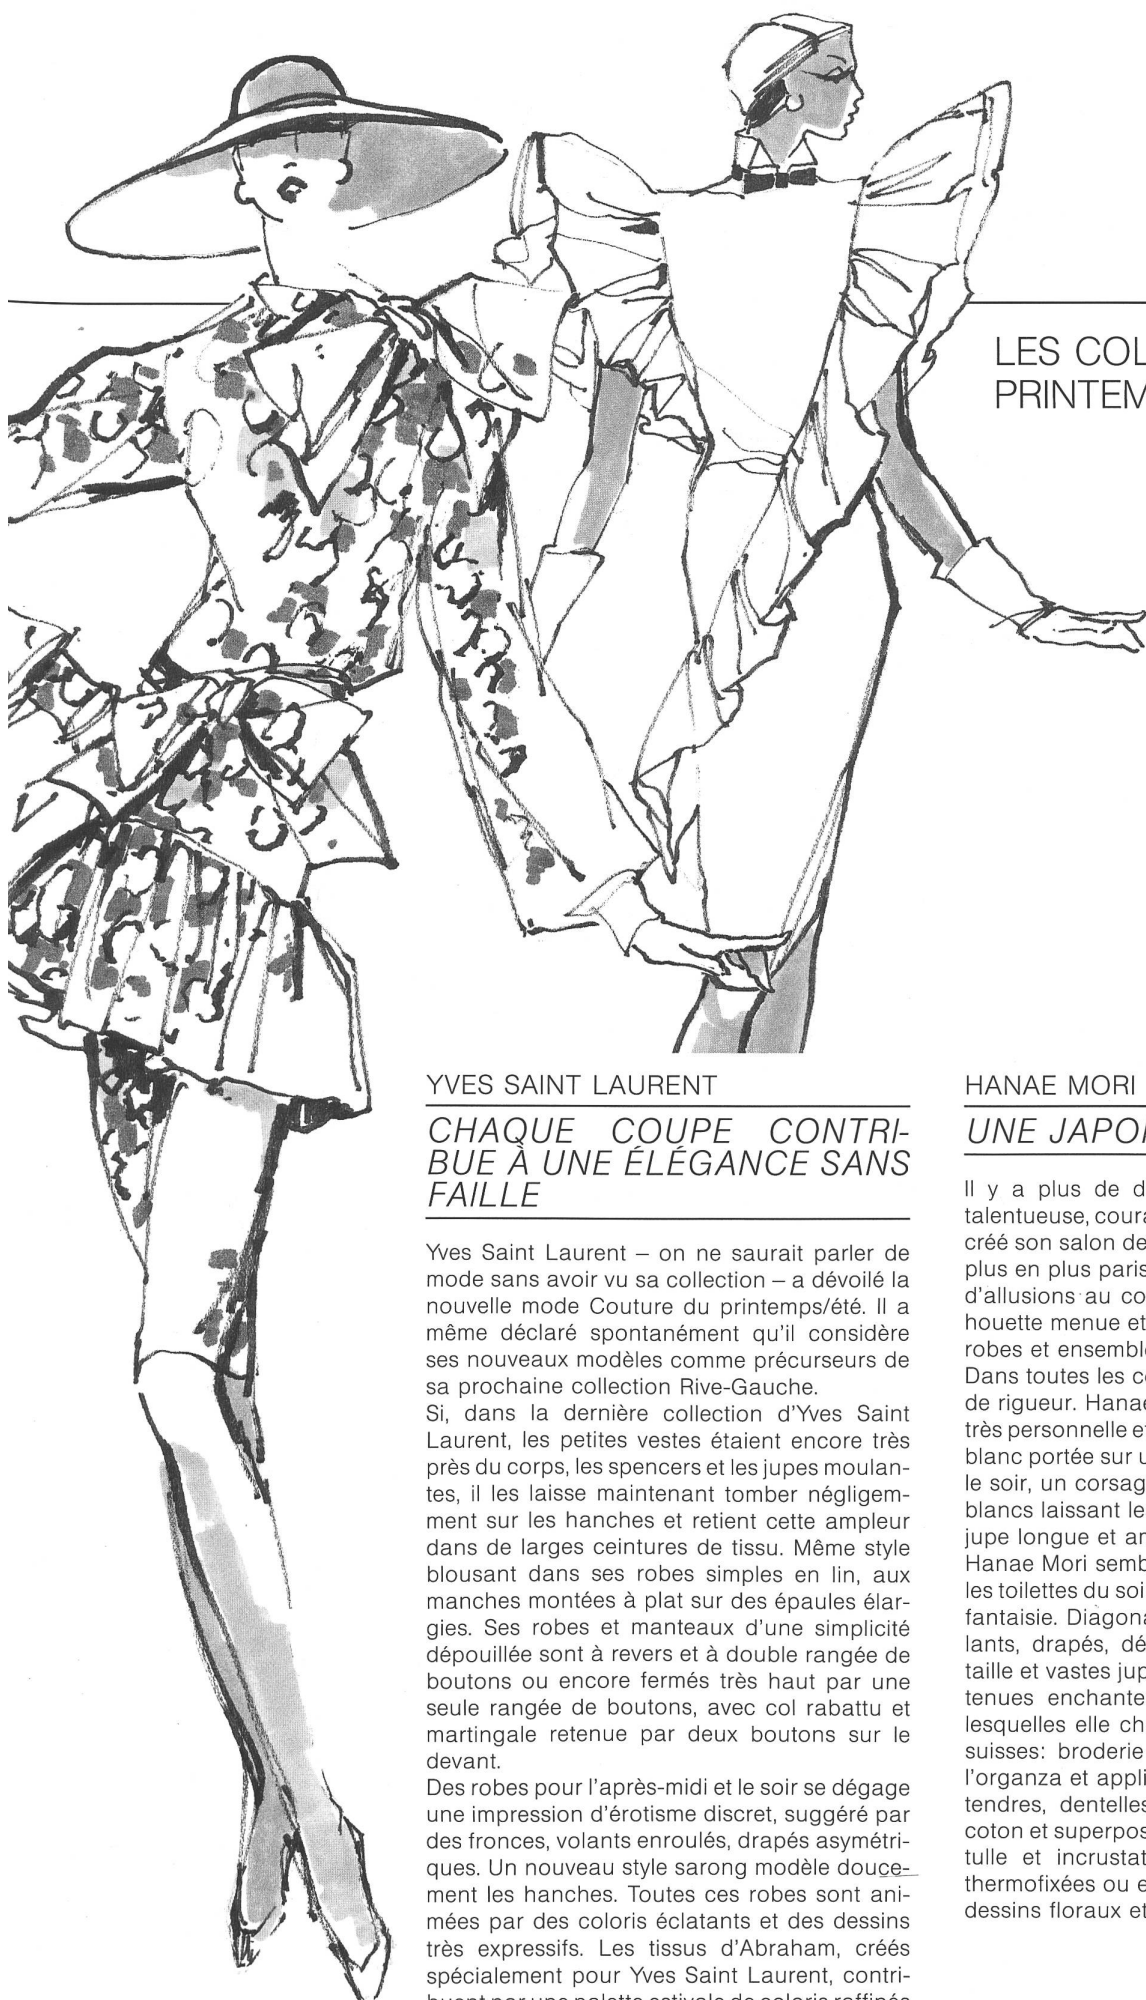 LES COL
PRINTEM
YVES SAINT LAURENT
CHAQUE COUPE CONTRI-
BUE À UNE ÉLÉGANCE SANS
FAILLE
Yves Saint Laurent – on ne saurait parler de
mode sans avoir vu sa collection – a dévoilé la
nouvelle mode Couture du printemps/été. Il a
même déclaré spontanément qu'il considère
ses nouveaux modèles comme précurseurs de
sa prochaine collection Rive-Gauche.
Si, dans la dernière collection d'Yves Saint
Laurent, les petites vestes étaient encore très
près du corps, les spencers et les jupes moulan-
tes, il les laisse maintenant tomber négligem-
ment sur les hanches et retient cette ampleur
dans de larges ceintures de tissu. Même style
blousant dans ses robes simples en lin, aux
manches montées à plat sur des épaules élar-
gies. Ses robes et manteaux d'une simplicité
dépouillée sont à revers et à double rangée de
boutons ou encore fermés très haut par une
seule rangée de boutons, avec col rabattu et
martingale retenue par deux boutons sur le
devant.
Des robes pour l'après-midi et le soir se dégage
une impression d'érotisme discret, suggéré par
des fronces, volants enroulés, drapés asymétri-
ques. Un nouveau style sarong modèle douce-
ment les hanches. Toutes ces robes sont ani-
mées par des coloris éclatants et des dessins
très expressifs. Les tissus d'Abraham, créés
spécialement pour Yves Saint Laurent, contri-
buent par une palette estivale de coloris raffinés
HANAE MORI
UNE JAPO
Il y a plus de d
talentueuse, coura
créé son salon de
plus en plus paris
d'allusions au co
houette menue et
robes et ensembl
Dans toutes les c
de rigueur. Hanae
très personnelle e
blanc portée sur u
le soir, un corsag
blancs laissant le
jupe longue et an
Hanae Mori semb
les toilettes du soi
fantaisie. Diagona
lants, drapés, dé
taille et vastes jup
tenues enchante
lesquelles elle ch
suisses: broderie
l'organza et appli
tendres, dentelles
coton et superpos
tulle et incrustat
thermofixées ou e
dessins floraux et